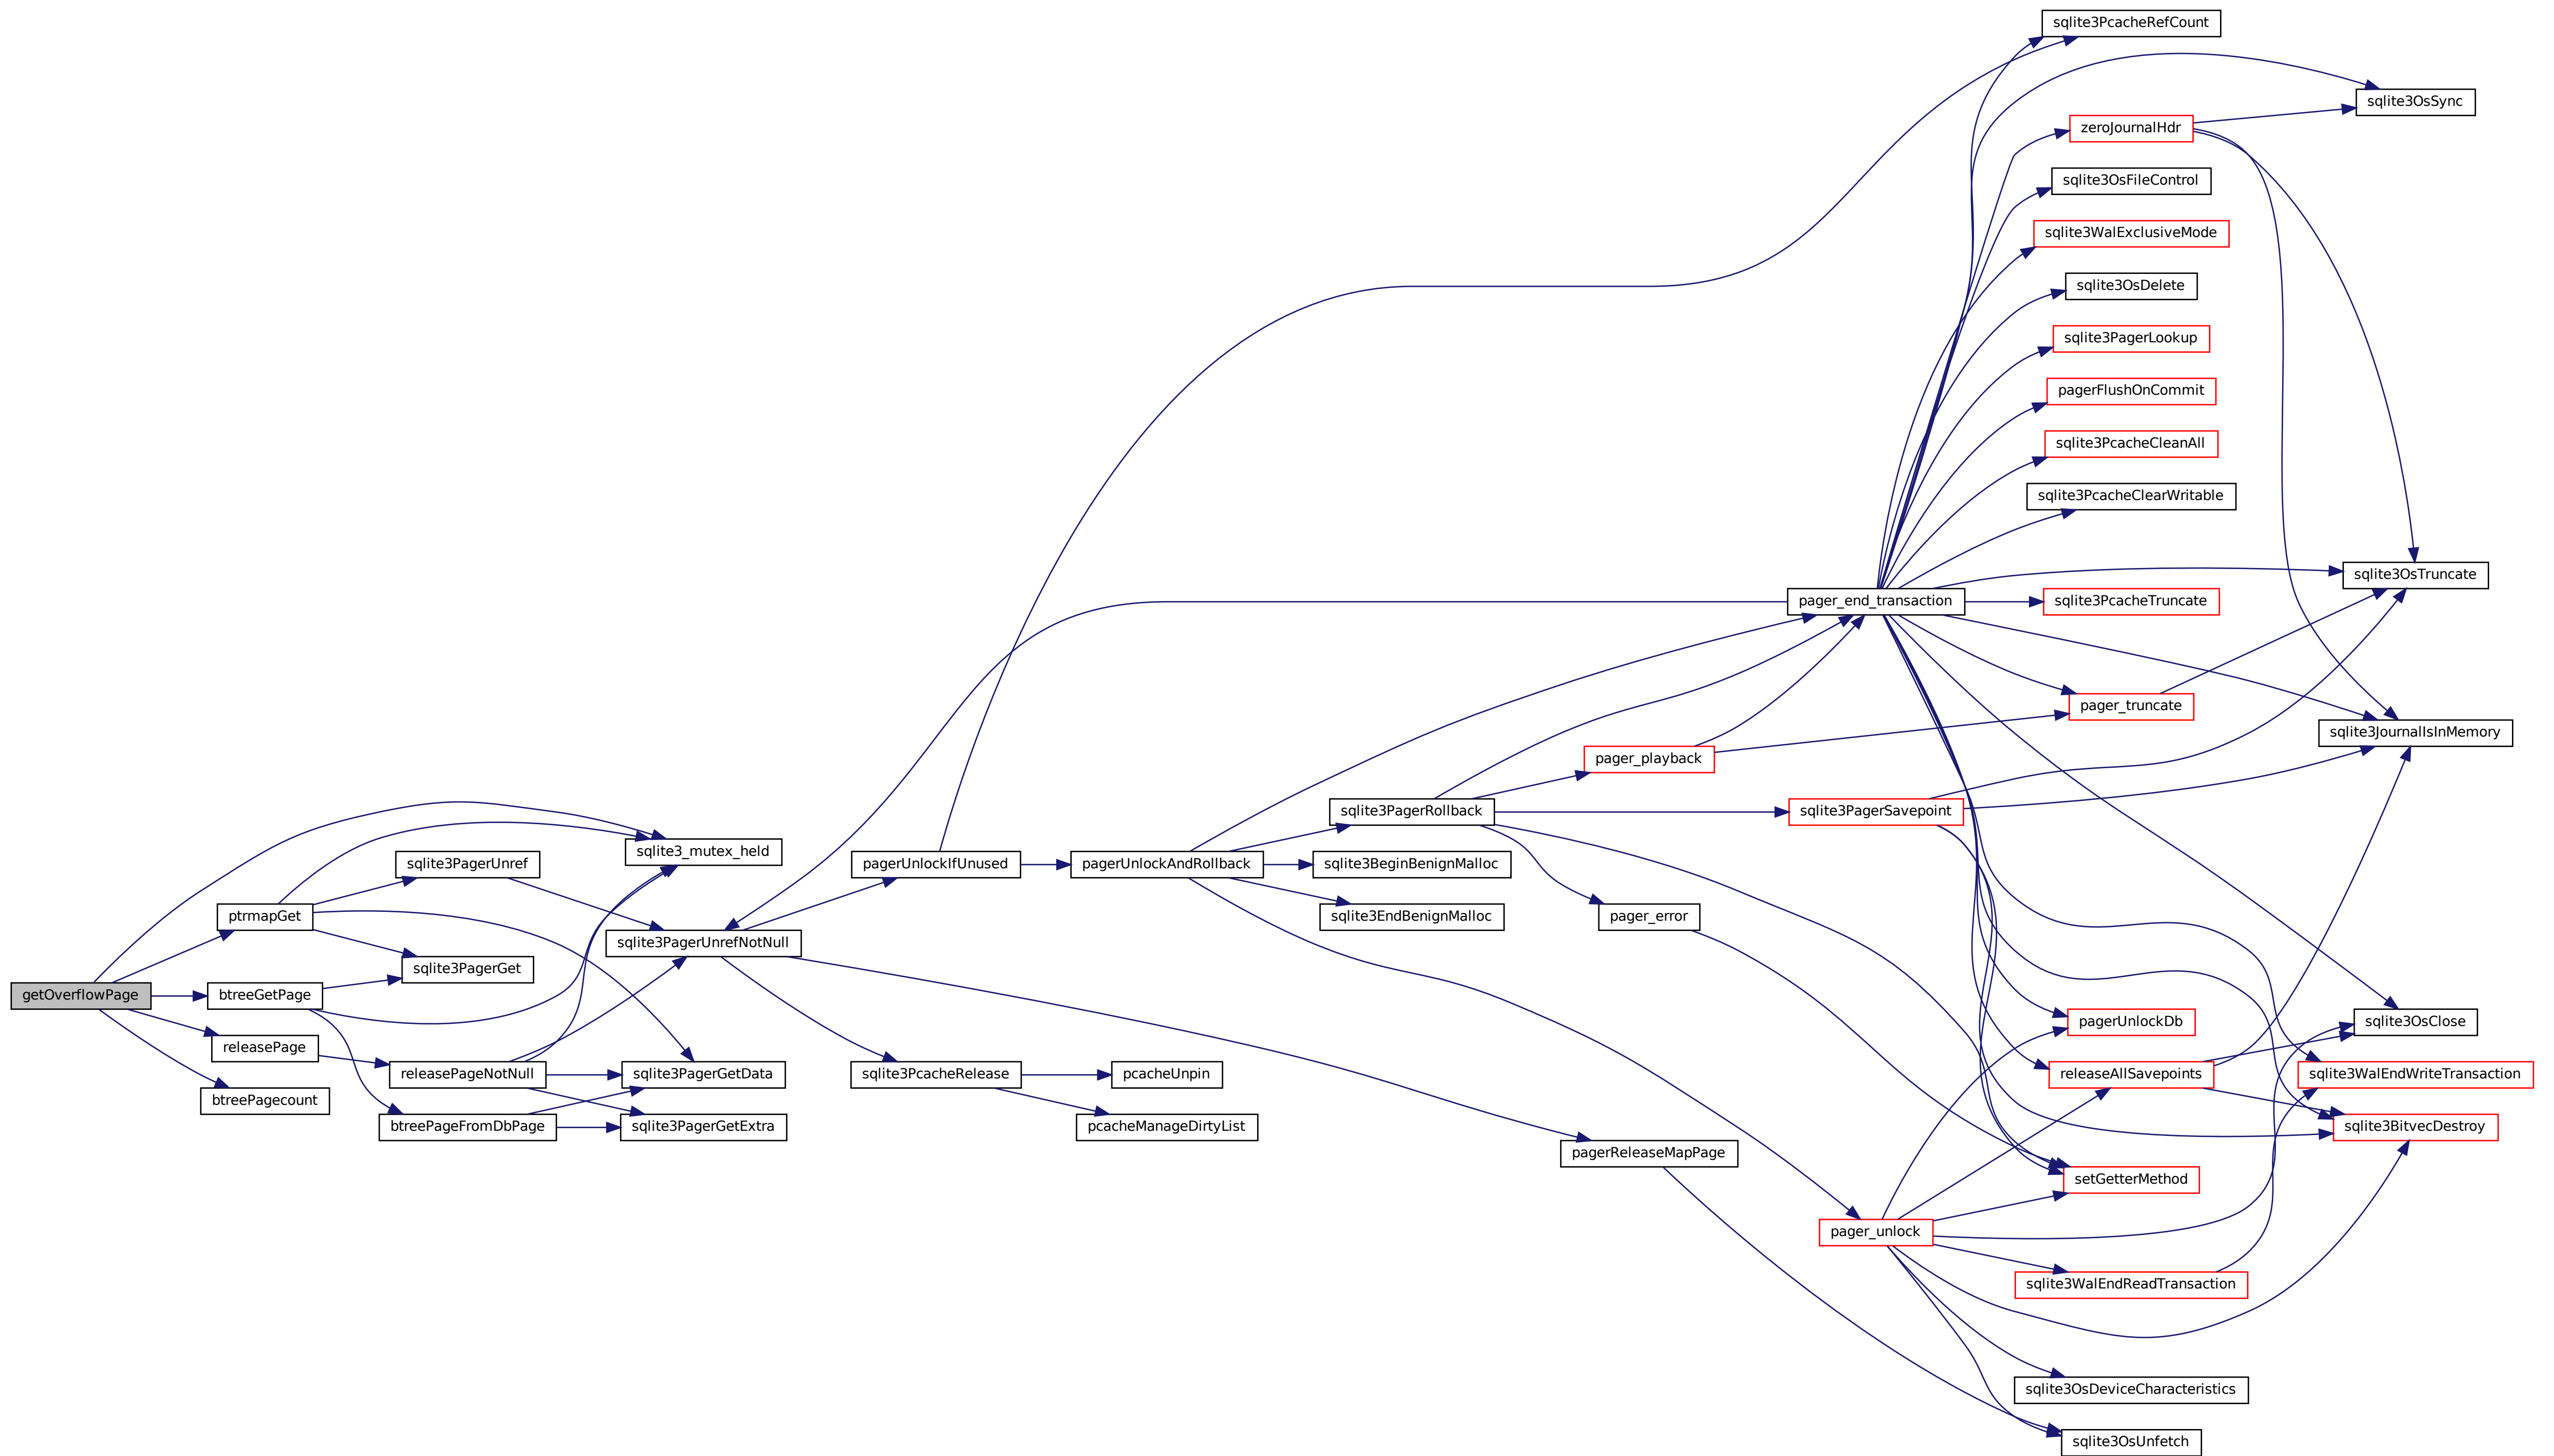 sqlite3PcacheRefCount
sqlite3OsSync
zeroJournalHdr
sqlite3OsFileControl
sqlite3WalExclusiveMode
sqlite3OsDelete
sqlite3PagerLookup
pagerFlushOnCommit
sqlite3PcacheCleanAll
sqlite3PcacheClearWritable
sqlite3OsTruncate
pager_end_transaction
sqlite3PcacheTruncate
pager_truncate
sqlite3JournalIsInMemory
pager_playback
sqlite3PagerRollback
sqlite3PagerSavepoint
sqlite3_mutex_held
sqlite3PagerUnref
pagerUnlockIfUnused
pagerUnlockAndRollback
sqlite3BeginBenignMalloc
ptrmapGet
sqlite3EndBenignMalloc
pager_error
sqlite3PagerUnrefNotNull
sqlite3PagerGet
getOverflowPage
btreeGetPage
pagerUnlockDb
sqlite3OsClose
releasePage
releasePageNotNull
sqlite3PagerGetData
sqlite3PcacheRelease
pcacheUnpin
releaseAllSavepoints
sqlite3WalEndWriteTransaction
btreePagecount
btreePageFromDbPage
sqlite3PagerGetExtra
pcacheManageDirtyList
sqlite3BitvecDestroy
pagerReleaseMapPage
setGetterMethod
pager_unlock
sqlite3WalEndReadTransaction
sqlite3OsDeviceCharacteristics
sqlite3OsUnfetch